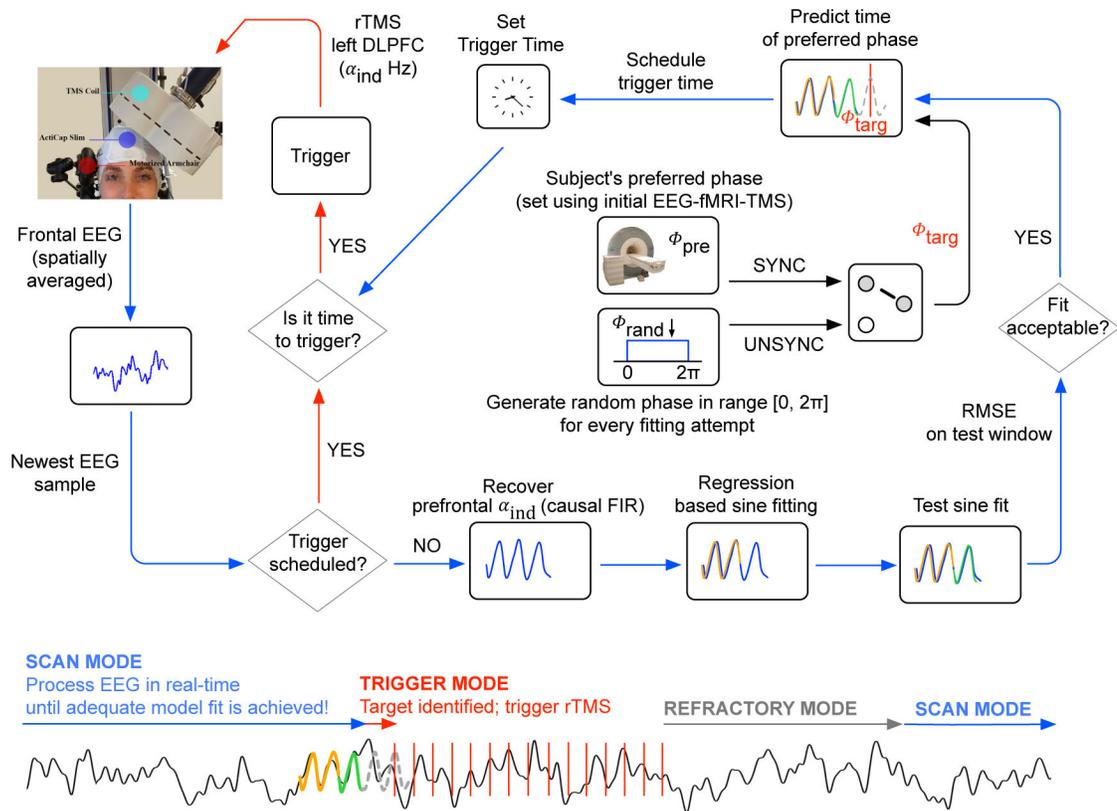 rTMS
left DLPFC
(αind Hz)
Set
Trigger Time
Schedule
trigger time
Predict time
of preferred phase
Φtarg
TMS Coil
ActiCap Slim
Motorized Armchair
Trigger
Subject's preferred phase
(set using initial EEG-fMRI-TMS)
Φpre
SYNC
Φtarg
YES
Frontal EEG
(spatially
averaged)
YES
Is it time
to trigger?
Φrand
0 2π
UNSYNC
Fit
acceptable?
Generate random phase in range [0, 2π]
for every fitting attempt
RMSE
on test window
Newest EEG
sample
YES
Trigger
scheduled?
NO
Recover
prefrontal αind (causal FIR)
Regression
based sine fitting
Test sine fit
SCAN MODE
Process EEG in real-time
until adequate model fit is achieved!
TRIGGER MODE
Target identified; trigger rTMS
REFRACTORY MODE
SCAN MODE